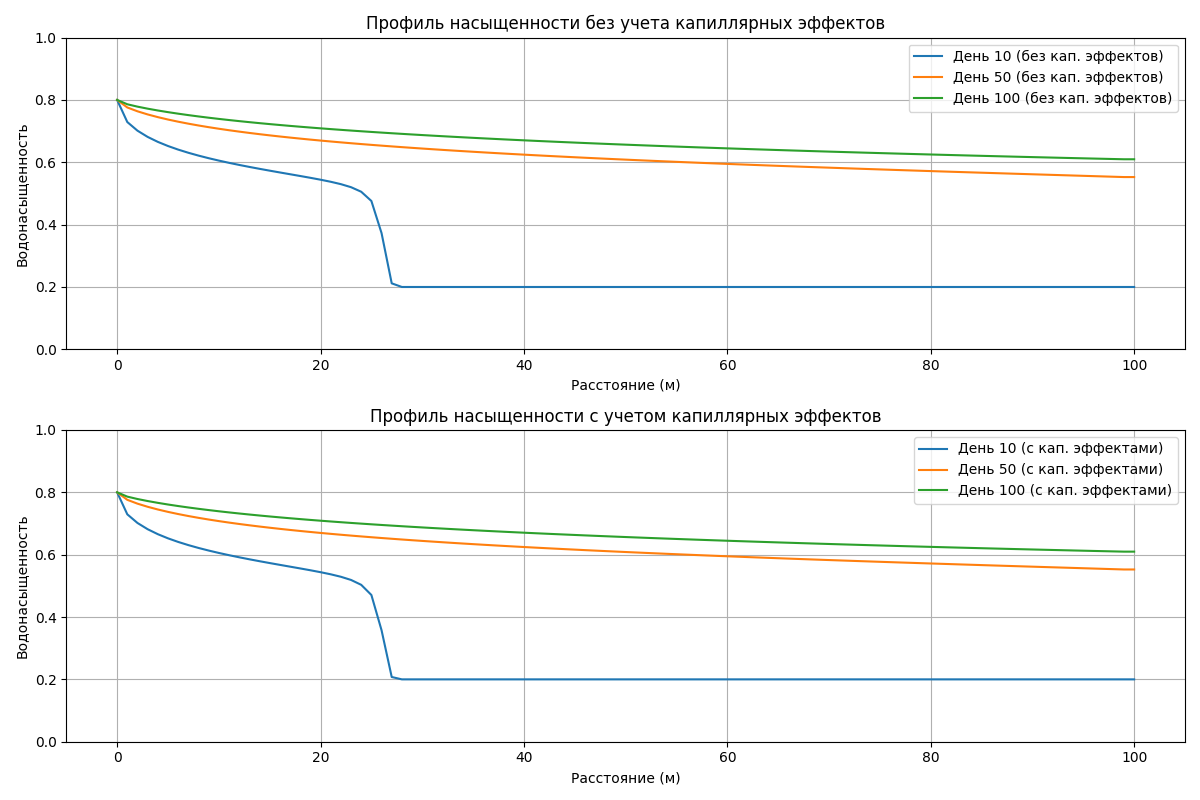 Профиль насыщенности без учета капиллярных эффектов
Водонасыщенность
1.0
0.8
0.6
0.4
0.2
0.0
День 10 (без кап. эффектов)
День 50 (без кап. эффектов)
День 100 (без кап. эффектов)
0 20 40 60 80 100
Расстояние (м)
Профиль насыщенности с учетом капиллярных эффектов
Водонасыщенность
1.0
0.8
0.6
0.4
0.2
0.0
День 10 (с кап. эффектами)
День 50 (с кап. эффектами)
День 100 (с кап. эффектами)
0 20 40 60 80 100
Расстояние (м)